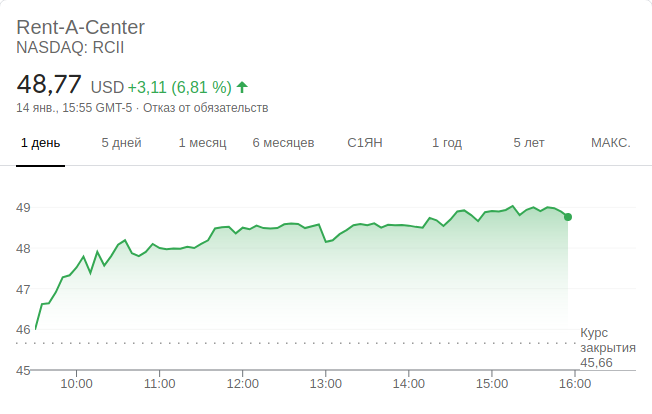 Rent-A-Center
NASDAQ: RCII
48,77 USD +3,11 (6,81 %) ↑
14 янв., 15:55 GMT-5 · Отказ от обязательств
1 день 5 дней 1 месяц 6 месяцев С1ЯН 1 год 5 лет МАКС.
49
48
47
46
Курс
закрытия
45,66
45
10:00 11:00 12:00 13:00 14:00 15:00 16:00